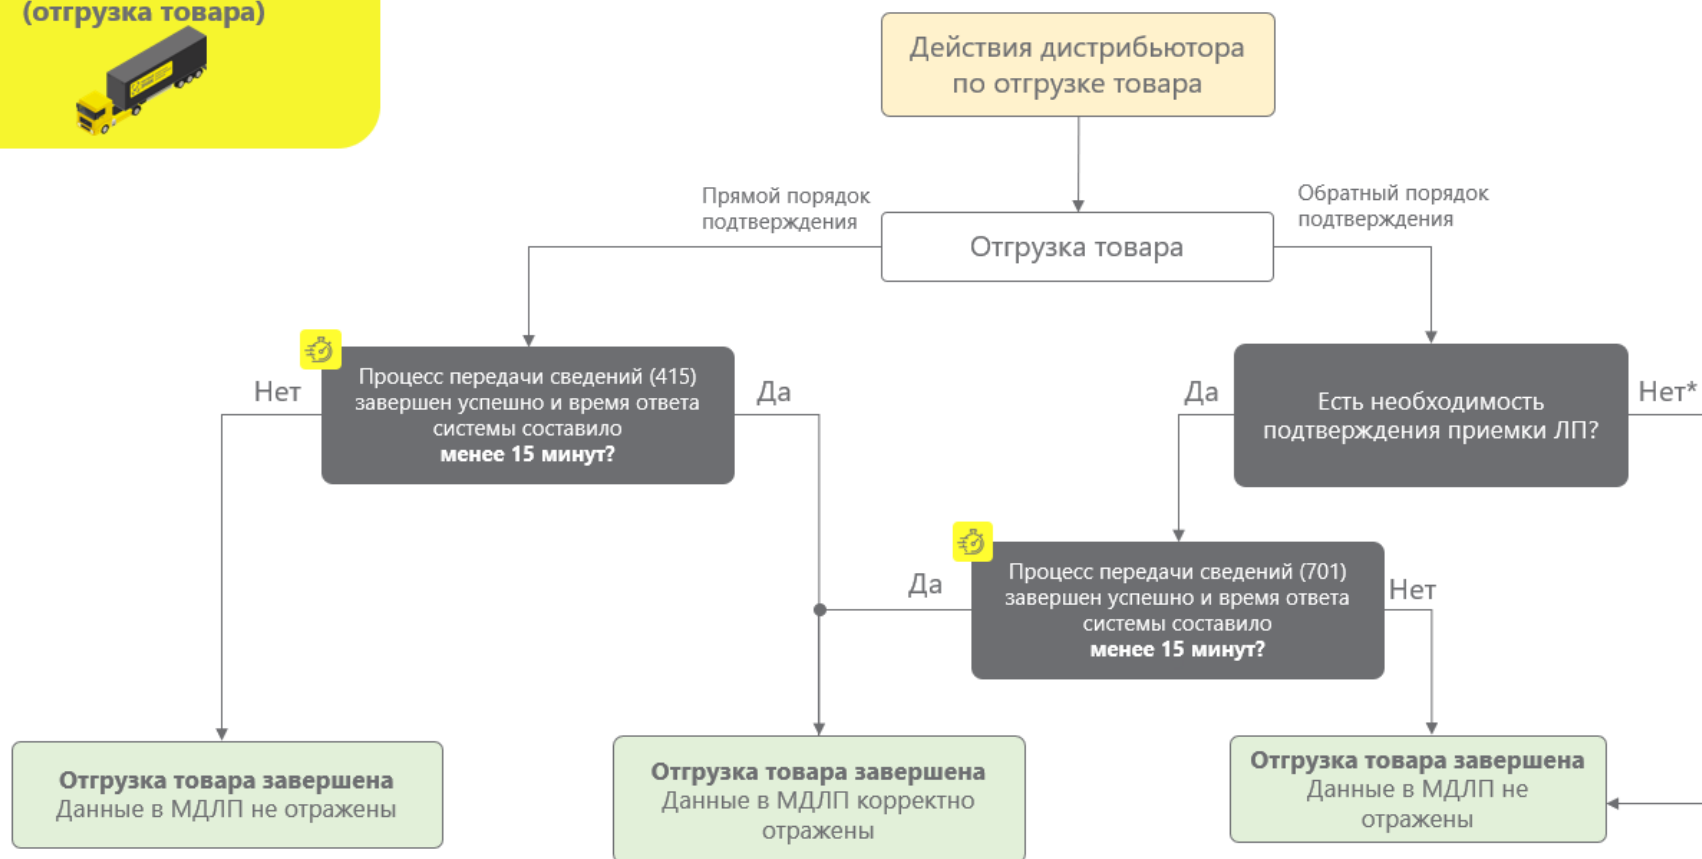 (отгрузка товара)
Действия дистрибьютора
по отгрузке товара
Прямой порядок
подтверждения
Обратный порядок
подтверждения
Отгрузка товара
Нет
Процесс передачи сведений (415)
завершен успешно и время ответа
системы составило
менее 15 минут?
Да
Да
Есть необходимость
подтверждения приемки ЛП?
Нет*
Да
Процесс передачи сведений (701)
завершен успешно и время ответа
системы составило
менее 15 минут?
Нет
Отгрузка товара завершена
Данные в МДЛП не отражены
Отгрузка товара завершена
Данные в МДЛП корректно
отражены
Отгрузка товара завершена
Данные в МДЛП не
отражены